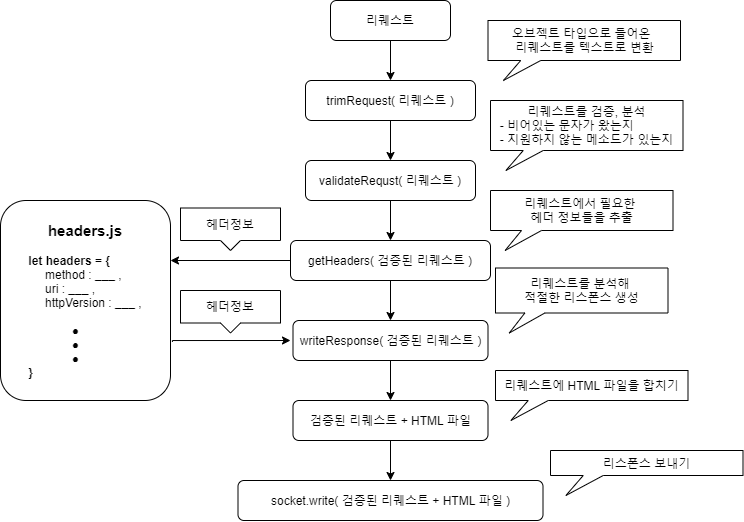 리퀘스트
오브젝트 타입으로 들어온
리퀘스트를 텍스트로 변환
trimRequest( 리퀘스트 )
리퀘스트를 검증, 분석
- 비어있는 문자가 왔는지
- 지원하지 않는 메소드가 있는지
validateRequst( 리퀘스트 )
리퀘스트에서 필요한
헤더 정보들을 추출
헤더정보
getHeaders( 검증된 리퀘스트 )
headers.js
let headers = {
method : ___ ,
uri : ___ ,
httpVersion : ___ ,
•
•
•
}
리퀘스트를 분석해
적절한 리스폰스 생성
헤더정보
writeResponse( 검증된 리퀘스트 )
리퀘스트에 HTML 파일을 합치기
검증된 리퀘스트 + HTML 파일
리스폰스 보내기
socket.write( 검증된 리퀘스트 + HTML 파일 )